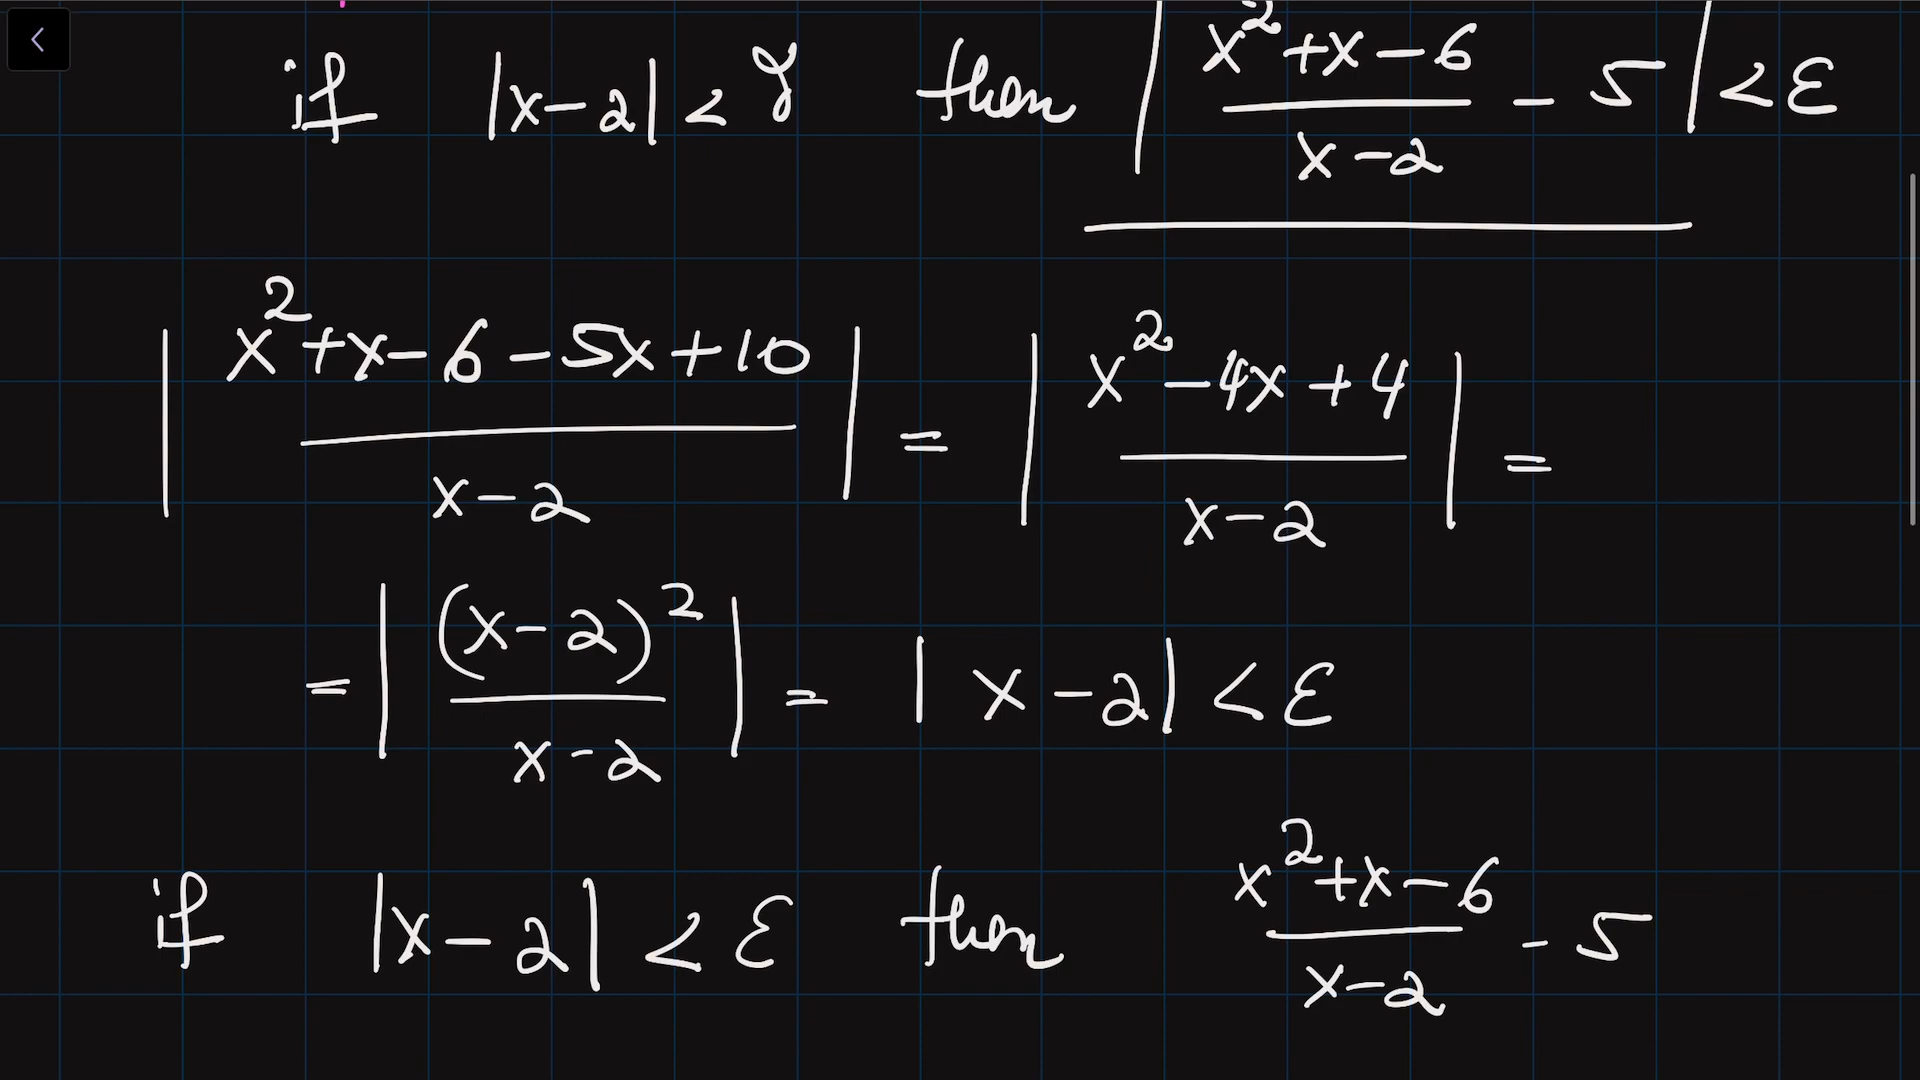 if |x-2| < δ then | (x²+x-6)/(x-2) - 5 | < ε
| (x²+x-6-5x+10)/(x-2) | = | (x²-4x+4)/(x-2) | =
= | (x-2)²/(x-2) | = |x-2| < ε
if |x-2| < ε then (x²+x-6)/(x-2) - 5